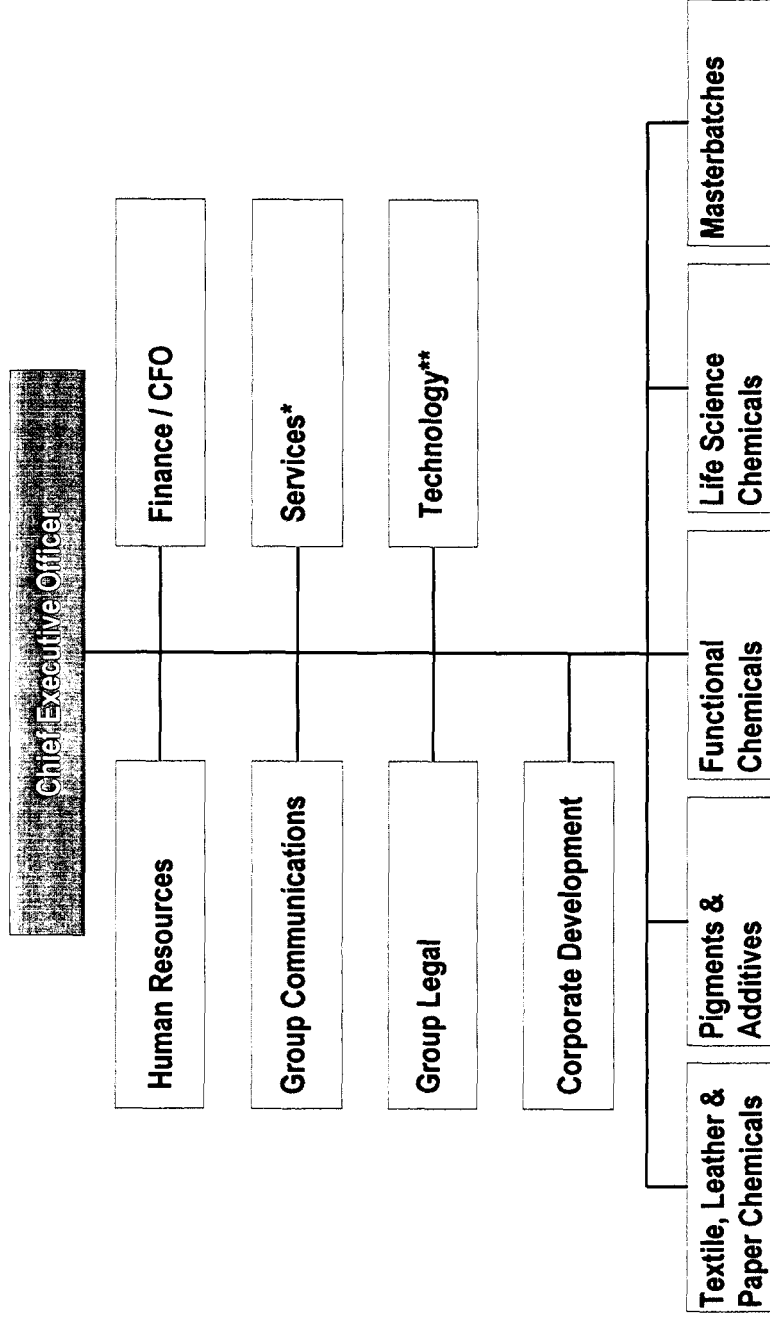 Chief Executive Officer
Human Resources
Finance / CFO
Group Communications
Services*
Group Legal
Technology**
Corporate Development
Textile, Leather &
Paper Chemicals
Pigments &
Additives
Functional
Chemicals
Life Science
Chemicals
Masterbatches